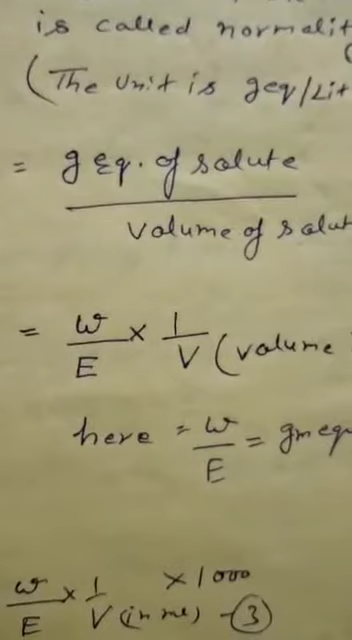 is called normalit
(The Unit is geq/Lit
= g Eq. of solute
volume of solut
= w/E × 1/V (volume
here = w/E = gm equ
w/E × 1/V (in ml) × 1000 - ③